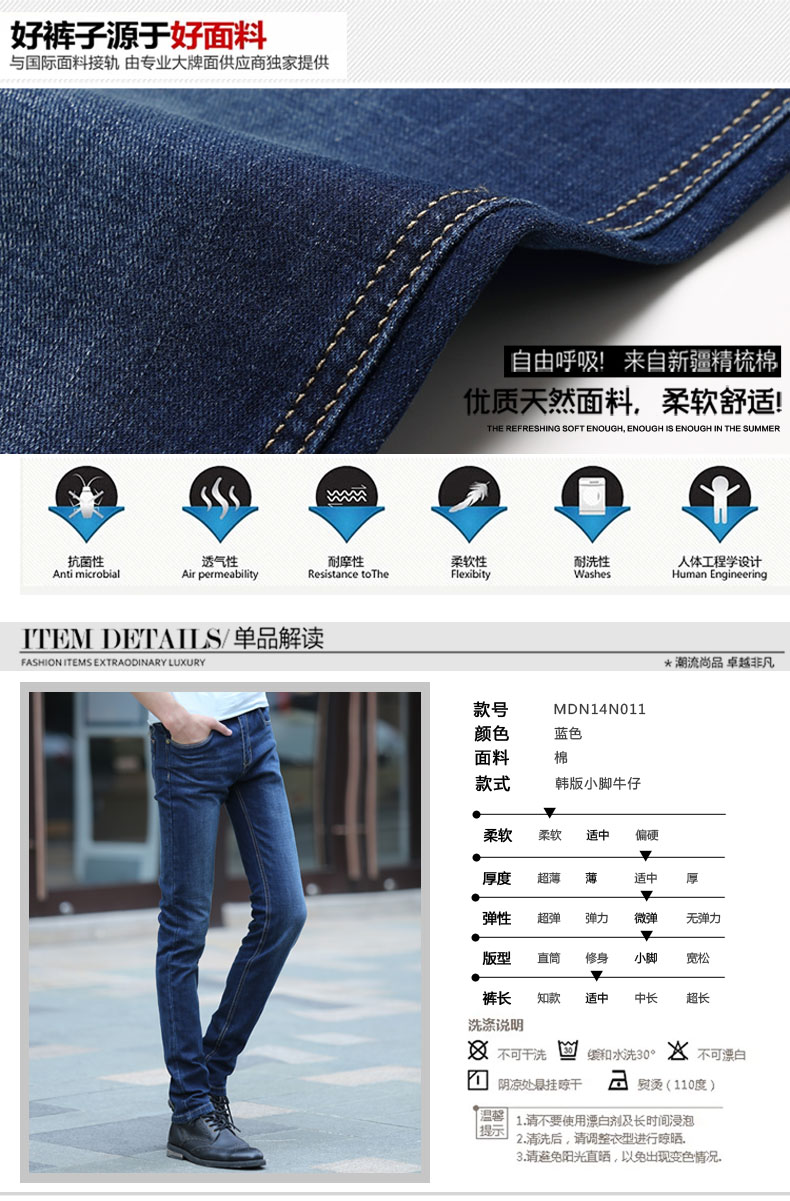 好裤子源于好面料
与国际面料接轨 由专业大牌面供应商独家提供
自由呼吸! 来自新疆精梳棉
优质天然面料, 柔软舒适!
THE REFRESHING SOFT ENOUGH, ENOUGH IS ENOUGH IN THE SUMMER
抗菌性 透气性 耐摩性 柔软性 耐洗性 人体工程学设计
Anti microbial Air permeability Resistance toThe Flexibity Washes Human Engineering
ITEM DETAILS/单品解读
FASHION ITEMS EXTRAODINARY LUXURY
*潮流尚品 卓越非凡
款号 MDN14N011
颜色 蓝色
面料 棉
款式 韩版小脚牛仔
柔软 柔软 适中 偏硬
厚度 超薄 薄 适中 厚
弹性 超弹 弹力 微弹 无弹力
版型 直筒 修身 小脚 宽松
裤长 知款 适中 中长 超长
洗涤说明
不可干洗 30 缓和水洗30° 不可漂白
阴凉处悬挂晾干 熨烫(110度)
温馨提示
1.请不要使用漂白剂及长时间浸泡
2.清洗后,请调整衣型进行晾晒.
3.请避免阳光直晒,以免出现变色情况.